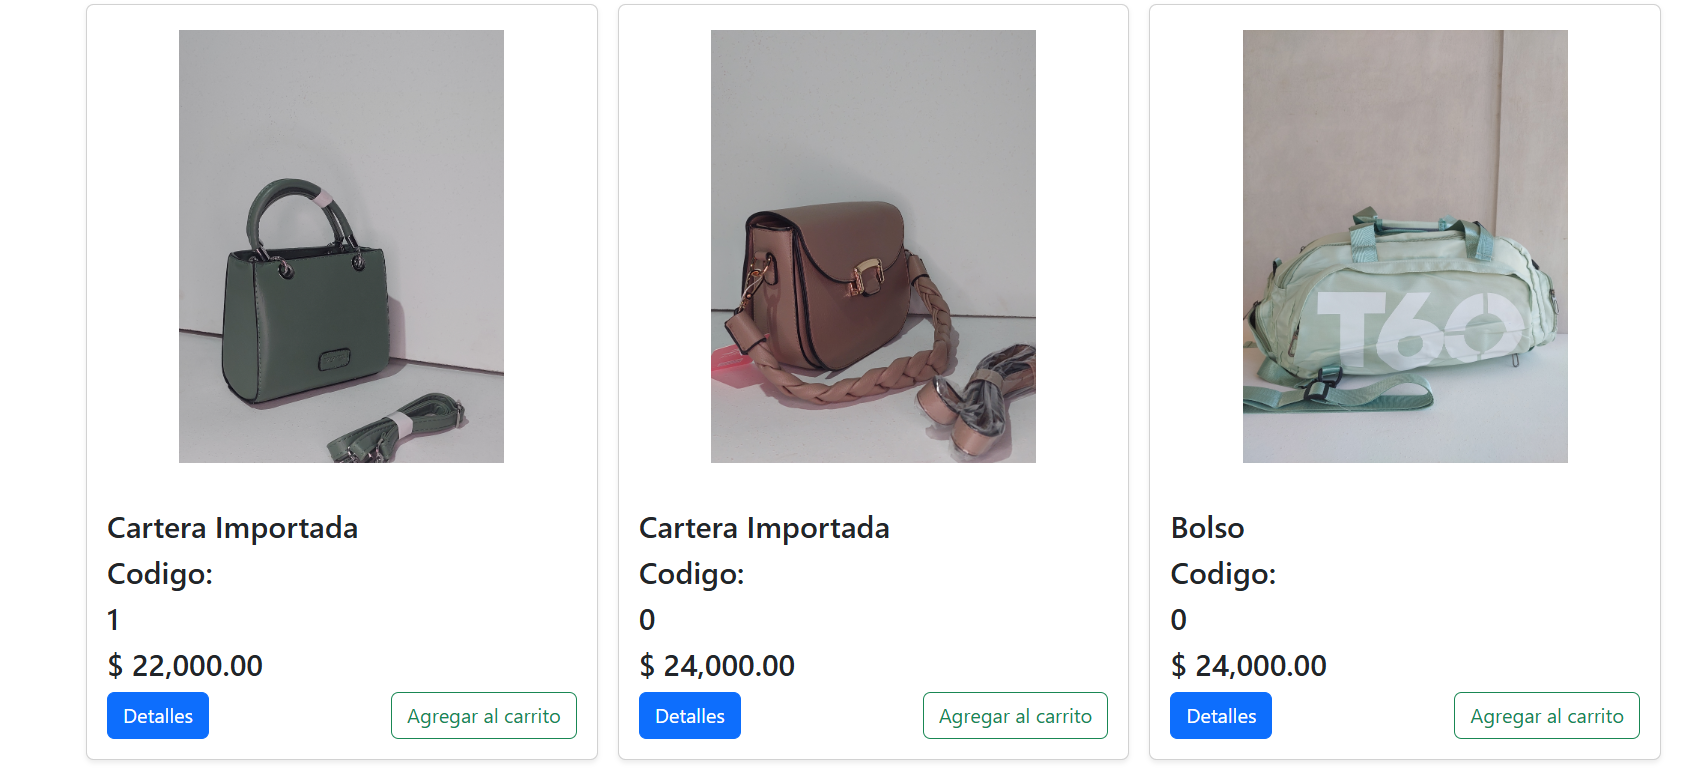 T60
Cartera Importada
Codigo:
1
$ 22,000.00
Detalles
Agregar al carrito
Cartera Importada
Codigo:
0
$ 24,000.00
Detalles
Agregar al carrito
Bolso
Codigo:
0
$ 24,000.00
Detalles
Agregar al carrito